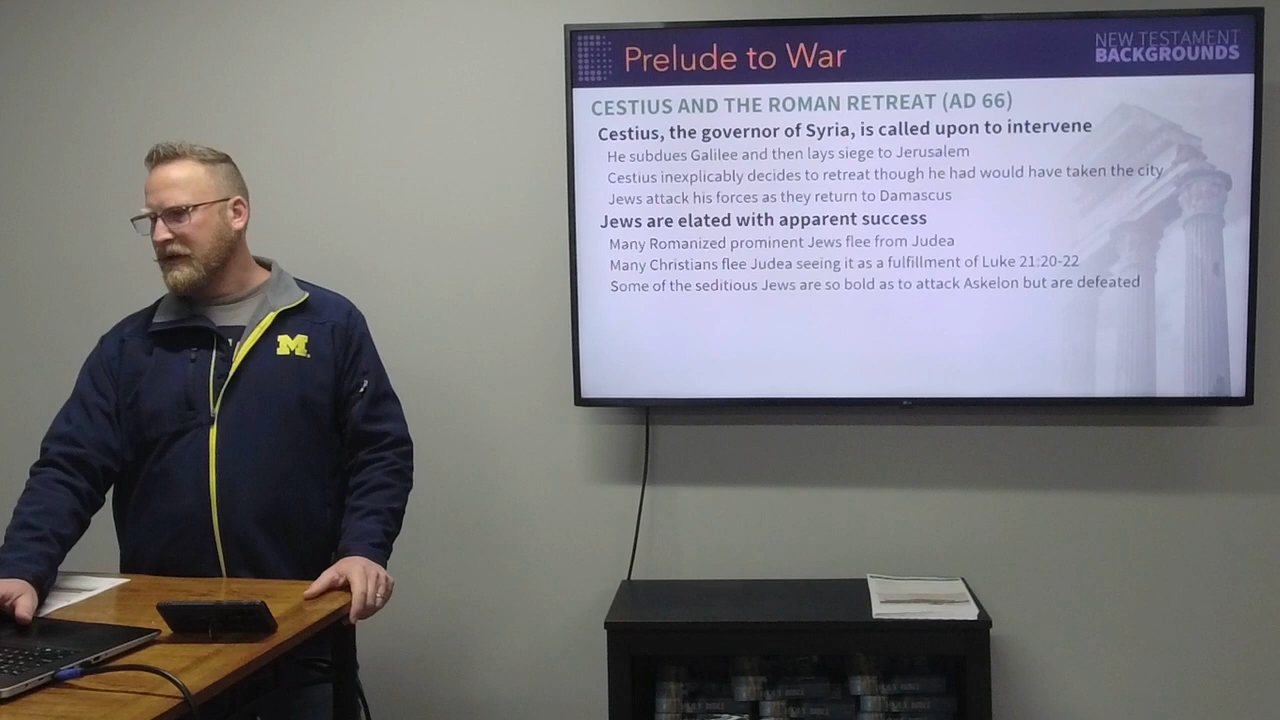 Prelude to War
NEW TESTAMENT
BACKGROUNDS
CESTIUS AND THE ROMAN RETREAT (AD 66)
Cestius, the governor of Syria, is called upon to intervene
He subdues Galilee and then lays siege to Jerusalem
Cestius inexplicably decides to retreat though he had would have taken the city
Jews attack his forces as they return to Damascus
Jews are elated with apparent success
Many Romanized prominent Jews flee from Judea
Many Christians flee Judea seeing it as a fulfillment of Luke 21:20-22
Some of the seditious Jews are so bold as to attack Askelon but are defeated
M